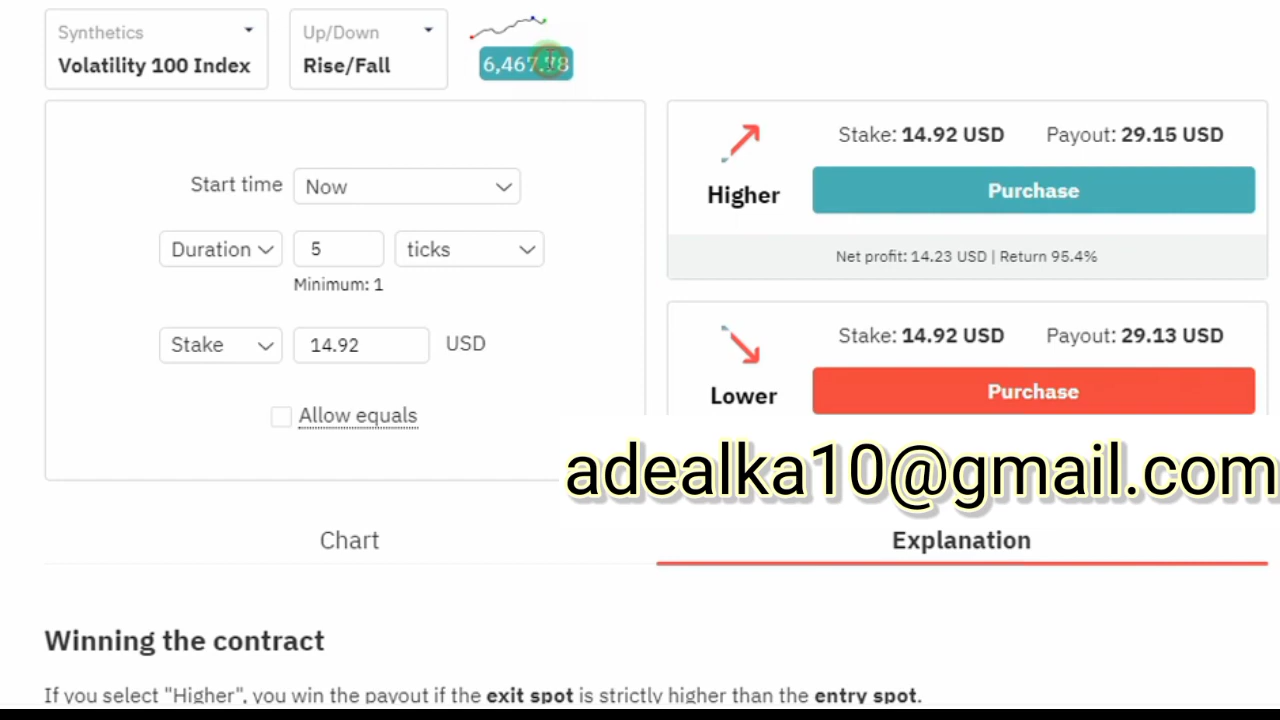 Synthetics
Volatility 100 Index
Up/Down
Rise/Fall
6,467.78
Start time Now
Duration 5 ticks
Minimum: 1
Stake 14.92 USD
Allow equals
Stake: 14.92 USD Payout: 29.15 USD
Higher Purchase
Net profit: 14.23 USD | Return 95.4%
Stake: 14.92 USD Payout: 29.13 USD
Lower Purchase
adealka10@gmail.com
Chart Explanation
Winning the contract
If you select "Higher", you win the payout if the exit spot is strictly higher than the entry spot.